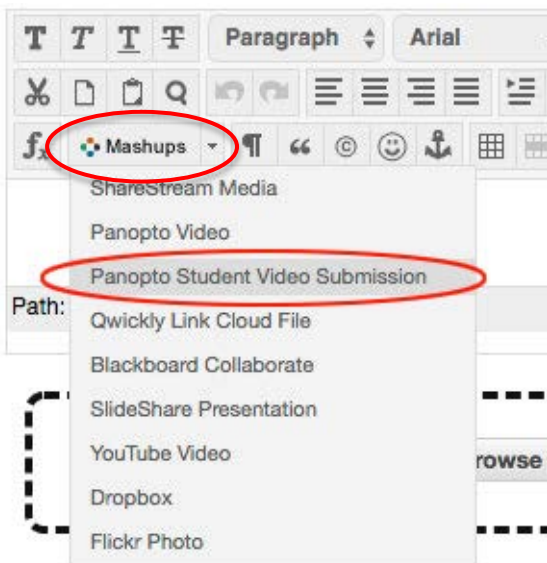 T T T T Paragraph Arial
fx Mashups ¶ “ ©
ShareStream Media
Panopto Video
Panopto Student Video Submission
Path:
Qwickly Link Cloud File
Blackboard Collaborate
SlideShare Presentation
YouTube Video
rowse
Dropbox
Flickr Photo